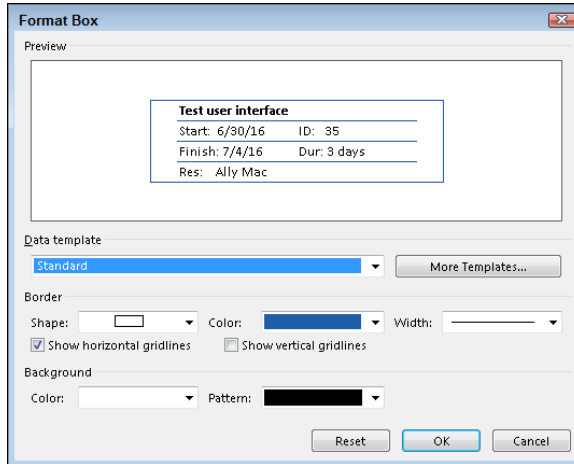 Format Box
Preview
Test user interface
Start: 6/30/16 ID: 35
Finish: 7/4/16 Dur: 3 days
Res: Ally Mac
Data template
Standard More Templates...
Border
Shape: Color: Width:
Show horizontal gridlines Show vertical gridlines
Background
Color: Pattern:
Reset OK Cancel